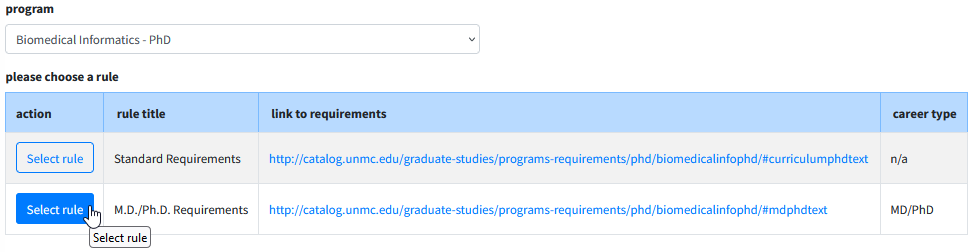 program
Biomedical Informatics - PhD
please choose a rule
action rule title link to requirements career type
Select rule Standard Requirements http://catalog.unmc.edu/graduate-studies/programs-requirements/phd/biomedicalinfophd/#curriculumphdtext n/a
Select rule M.D./Ph.D. Requirements http://catalog.unmc.edu/graduate-studies/programs-requirements/phd/biomedicalinfophd/#mdphdtext MD/PhD
Select rule